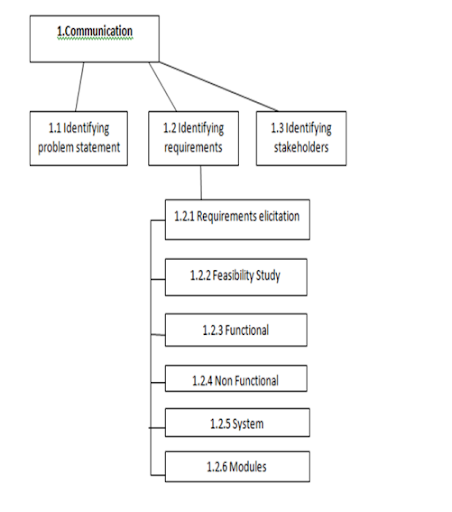 1.Communication
1.1 Identifying
problem statement
1.2 Identifying
requirements
1.3 Identifying
stakeholders
1.2.1 Requirements elicitation
1.2.2 Feasibility Study
1.2.3 Functional
1.2.4 Non Functional
1.2.5 System
1.2.6 Modules